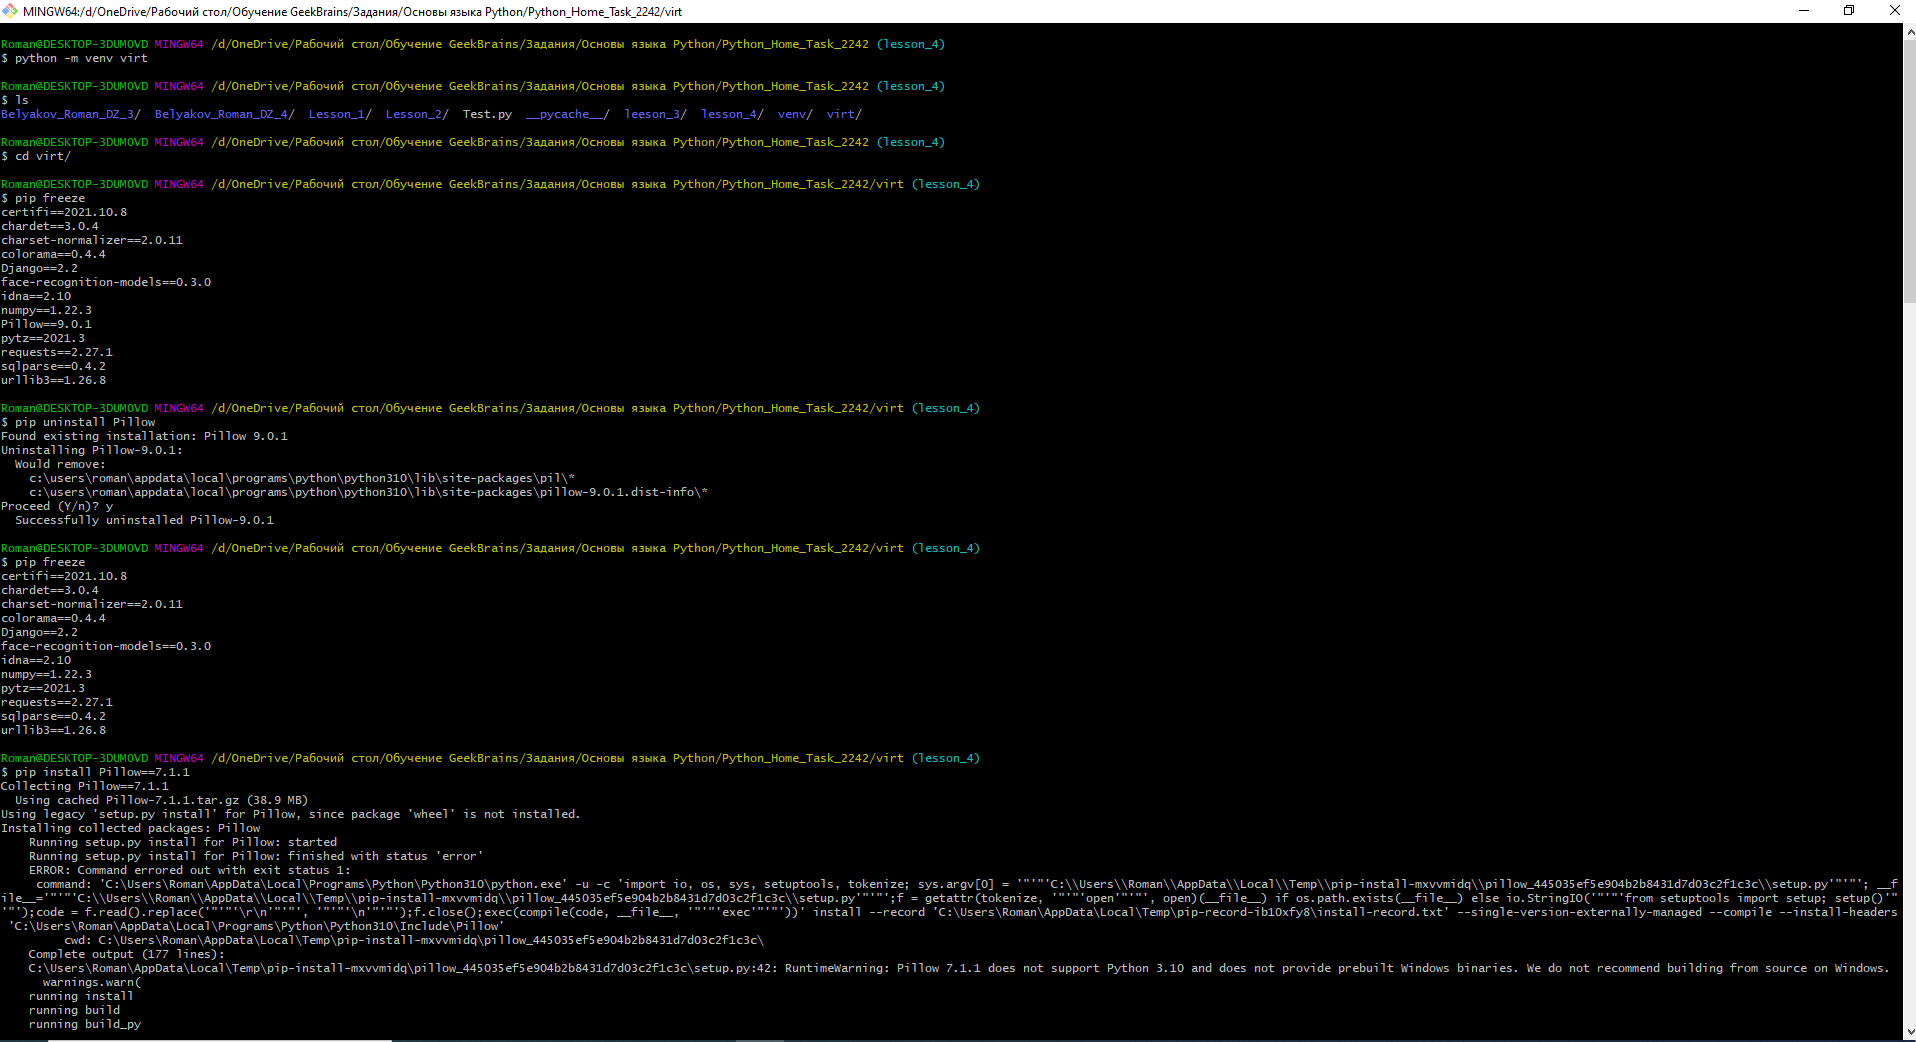 MINGW64:/d/OneDrive/Рабочий стол/Обучение GeekBrains/Задания/Основы языка Python/Python_Home_Task_2242/virt
Roman@DESKTOP-3DUMOVD MINGW64 /d/OneDrive/Рабочий стол/Обучение GeekBrains/Задания/Основы языка Python/Python_Home_Task_2242 (lesson_4)
$ python -m venv virt
Roman@DESKTOP-3DUMOVD MINGW64 /d/OneDrive/Рабочий стол/Обучение GeekBrains/Задания/Основы языка Python/Python_Home_Task_2242 (lesson_4)
$ ls
Belyakov_Roman_DZ_3/  Belyakov_Roman_DZ_4/  Lesson_1/  Lesson_2/  Test.py  __pycache__/  leeson_3/  lesson_4/  venv/  virt/
Roman@DESKTOP-3DUMOVD MINGW64 /d/OneDrive/Рабочий стол/Обучение GeekBrains/Задания/Основы языка Python/Python_Home_Task_2242 (lesson_4)
$ cd virt/
Roman@DESKTOP-3DUMOVD MINGW64 /d/OneDrive/Рабочий стол/Обучение GeekBrains/Задания/Основы языка Python/Python_Home_Task_2242/virt (lesson_4)
$ pip freeze
certifi==2021.10.8
chardet==3.0.4
charset-normalizer==2.0.11
colorama==0.4.4
Django==2.2
face-recognition-models==0.3.0
idna==2.10
numpy==1.22.3
Pillow==9.0.1
pytz==2021.3
requests==2.27.1
sqlparse==0.4.2
urllib3==1.26.8
Roman@DESKTOP-3DUMOVD MINGW64 /d/OneDrive/Рабочий стол/Обучение GeekBrains/Задания/Основы языка Python/Python_Home_Task_2242/virt (lesson_4)
$ pip uninstall Pillow
Found existing installation: Pillow 9.0.1
Uninstalling Pillow-9.0.1:
  Would remove:
    c:\users\roman\appdata\local\programs\python\python310\lib\site-packages\pil\*
    c:\users\roman\appdata\local\programs\python\python310\lib\site-packages\pillow-9.0.1.dist-info\*
Proceed (Y/n)? y
  Successfully uninstalled Pillow-9.0.1
Roman@DESKTOP-3DUMOVD MINGW64 /d/OneDrive/Рабочий стол/Обучение GeekBrains/Задания/Основы языка Python/Python_Home_Task_2242/virt (lesson_4)
$ pip freeze
certifi==2021.10.8
chardet==3.0.4
charset-normalizer==2.0.11
colorama==0.4.4
Django==2.2
face-recognition-models==0.3.0
idna==2.10
numpy==1.22.3
pytz==2021.3
requests==2.27.1
sqlparse==0.4.2
urllib3==1.26.8
Roman@DESKTOP-3DUMOVD MINGW64 /d/OneDrive/Рабочий стол/Обучение GeekBrains/Задания/Основы языка Python/Python_Home_Task_2242/virt (lesson_4)
$ pip install Pillow==7.1.1
Collecting Pillow==7.1.1
  Using cached Pillow-7.1.1.tar.gz (38.9 MB)
Using legacy 'setup.py install' for Pillow, since package 'wheel' is not installed.
Installing collected packages: Pillow
    Running setup.py install for Pillow: started
    Running setup.py install for Pillow: finished with status 'error'
    ERROR: Command errored out with exit status 1:
     command: 'C:\Users\Roman\AppData\Local\Programs\Python\Python310\python.exe' -u -c 'import io, os, sys, setuptools, tokenize; sys.argv[0] = '"'"'C:\\Users\\Roman\\AppData\\Local\\Temp\\pip-install-mxvvmidq\\pillow_445035ef5e904b2b8431d7d03c2f1c3c\\setup.py'"'"'; __f
ile__='"'"'C:\\Users\\Roman\\AppData\\Local\\Temp\\pip-install-mxvvmidq\\pillow_445035ef5e904b2b8431d7d03c2f1c3c\\setup.py'"'"';f = getattr(tokenize, '"'"'open'"'"', open)(__file__) if os.path.exists(__file__) else io.StringIO('"'"'from setuptools import setup; setup()'"
'"');code = f.read().replace('"'"'\r\n'"'"', '"'"'\n'"'"');f.close();exec(compile(code, __file__, '"'"'exec'"'"'))' install --record 'C:\Users\Roman\AppData\Local\Temp\pip-record-ib10xfy8\install-record.txt' --single-version-externally-managed --compile --install-headers
 'C:\Users\Roman\AppData\Local\Programs\Python\Python310\Include\Pillow'
         cwd: C:\Users\Roman\AppData\Local\Temp\pip-install-mxvvmidq\pillow_445035ef5e904b2b8431d7d03c2f1c3c\
    Complete output (177 lines):
    C:\Users\Roman\AppData\Local\Temp\pip-install-mxvvmidq\pillow_445035ef5e904b2b8431d7d03c2f1c3c\setup.py:42: RuntimeWarning: Pillow 7.1.1 does not support Python 3.10 and does not provide prebuilt Windows binaries. We do not recommend building from source on Windows.
      warnings.warn(
    running install
    running build
    running build_py